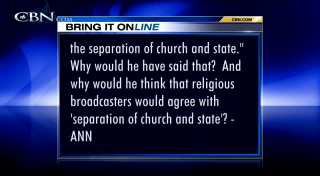 CBN.COM
CBN.COM
BRING IT ONLINE
the separation of church and state."
Why would he have said that?  And
why would he think that religious
broadcasters would agree with
'separation of church and state'? -
ANN